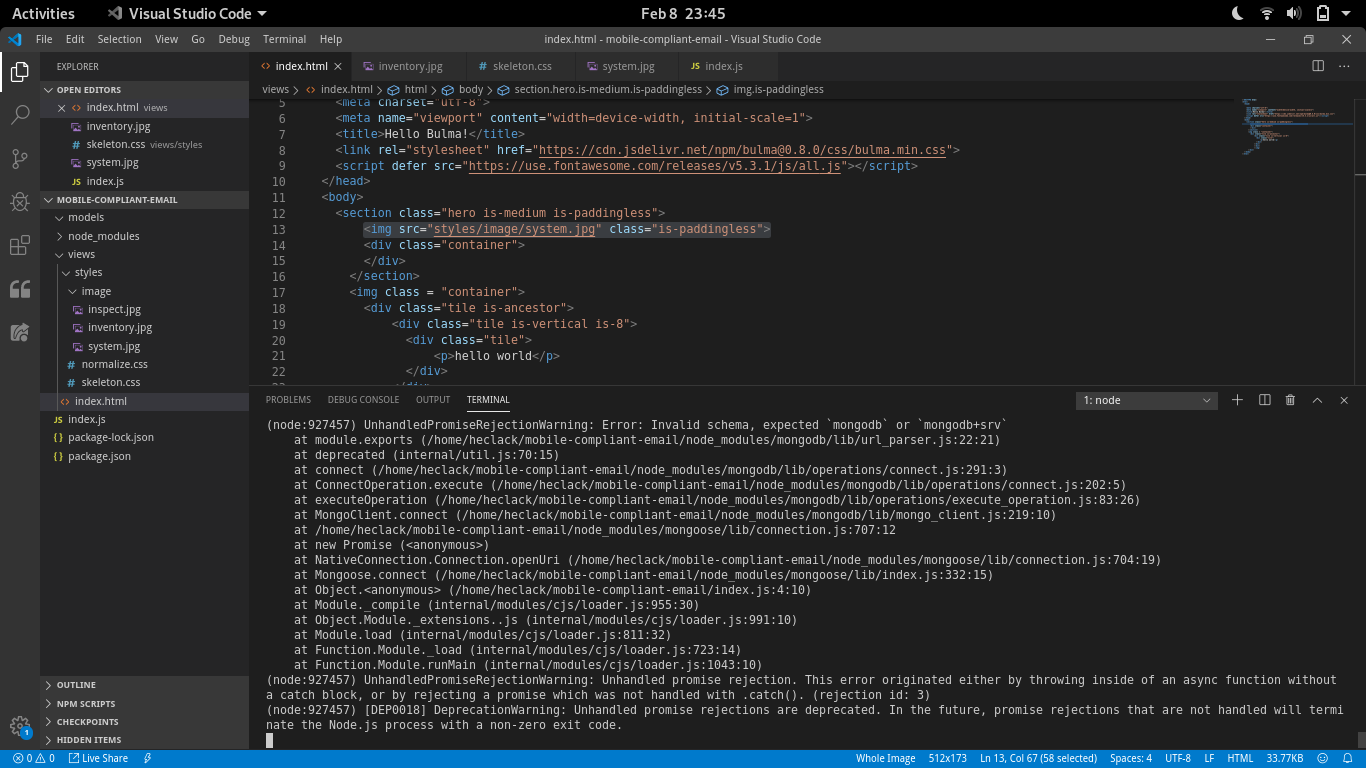 Activities Visual Studio Code Feb 8 23:45
File Edit Selection View Go Debug Terminal Help index.html - mobile-compliant-email - Visual Studio Code
EXPLORER
OPEN EDITORS
index.html views
inventory.jpg
skeleton.css views/styles
system.jpg
index.js
MOBILE-COMPLIANT-EMAIL
models
node_modules
views
styles
image
inspect.jpg
inventory.jpg
system.jpg
normalize.css
skeleton.css
index.html
index.js
package-lock.json
package.json
OUTLINE
NPM SCRIPTS
CHECKPOINTS
HIDDEN ITEMS
index.html inventory.jpg skeleton.css system.jpg index.js
views > index.html > html > body > section.hero.is-medium.is-paddingless > img.is-paddingless
5 <meta charset="utf-8">
6 <meta name="viewport" content="width=device-width, initial-scale=1">
7 <title>Hello Bulma!</title>
8 <link rel="stylesheet" href="https://cdn.jsdelivr.net/npm/bulma@0.8.0/css/bulma.min.css">
9 <script defer src="https://use.fontawesome.com/releases/v5.3.1/js/all.js"></script>
10 </head>
11 <body>
12 <section class="hero is-medium is-paddingless">
13 <img src="styles/image/system.jpg" class="is-paddingless">
14 <div class="container">
15 </div>
16 </section>
17 <img class = "container">
18 <div class="tile is-ancestor">
19 <div class="tile is-vertical is-8">
20 <div class="tile">
21 <p>hello world</p>
22 </div>
PROBLEMS DEBUG CONSOLE OUTPUT TERMINAL 1: node
(node:927457) UnhandledPromiseRejectionWarning: Error: Invalid schema, expected `mongodb` or `mongodb+srv`
at module.exports (/home/heclack/mobile-compliant-email/node_modules/mongodb/lib/url_parser.js:22:21)
at deprecated (internal/util.js:70:15)
at connect (/home/heclack/mobile-compliant-email/node_modules/mongodb/lib/operations/connect.js:291:3)
at ConnectOperation.execute (/home/heclack/mobile-compliant-email/node_modules/mongodb/lib/operations/connect.js:202:5)
at executeOperation (/home/heclack/mobile-compliant-email/node_modules/mongodb/lib/operations/execute_operation.js:83:26)
at MongoClient.connect (/home/heclack/mobile-compliant-email/node_modules/mongodb/lib/mongo_client.js:219:10)
at /home/heclack/mobile-compliant-email/node_modules/mongoose/lib/connection.js:707:12
at new Promise (<anonymous>)
at NativeConnection.Connection.openUri (/home/heclack/mobile-compliant-email/node_modules/mongoose/lib/connection.js:704:19)
at Mongoose.connect (/home/heclack/mobile-compliant-email/node_modules/mongoose/lib/index.js:332:15)
at Object.<anonymous> (/home/heclack/mobile-compliant-email/index.js:4:10)
at Module._compile (internal/modules/cjs/loader.js:955:30)
at Object.Module._extensions..js (internal/modules/cjs/loader.js:991:10)
at Module.load (internal/modules/cjs/loader.js:811:32)
at Function.Module._load (internal/modules/cjs/loader.js:723:14)
at Function.Module.runMain (internal/modules/cjs/loader.js:1043:10)
(node:927457) UnhandledPromiseRejectionWarning: Unhandled promise rejection. This error originated either by throwing inside of an async function without
a catch block, or by rejecting a promise which was not handled with .catch(). (rejection id: 3)
(node:927457) [DEP0018] DeprecationWarning: Unhandled promise rejections are deprecated. In the future, promise rejections that are not handled will termi
nate the Node.js process with a non-zero exit code.
1
0 0 Live Share Whole Image 512x173 Ln 13, Col 67 (58 selected) Spaces: 4 UTF-8 LF HTML 33.77KB